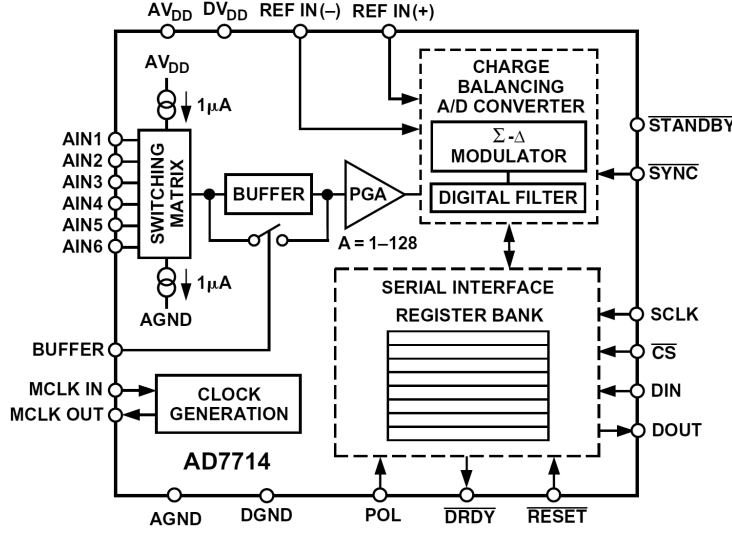 AVDD DVDD REF IN(–) REF IN(+)
AVDD
1µA
CHARGE
BALANCING
A/D CONVERTER
Σ-Δ
MODULATOR
DIGITAL FILTER
STANDBY
SYNC
AIN1
AIN2
AIN3
AIN4
AIN5
AIN6
SWITCHING
MATRIX
BUFFER
PGA
A = 1–128
1µA
AGND
SERIAL INTERFACE
REGISTER BANK
SCLK
CS
DIN
DOUT
BUFFER
MCLK IN
MCLK OUT
CLOCK
GENERATION
AD7714
AGND DGND POL DRDY RESET